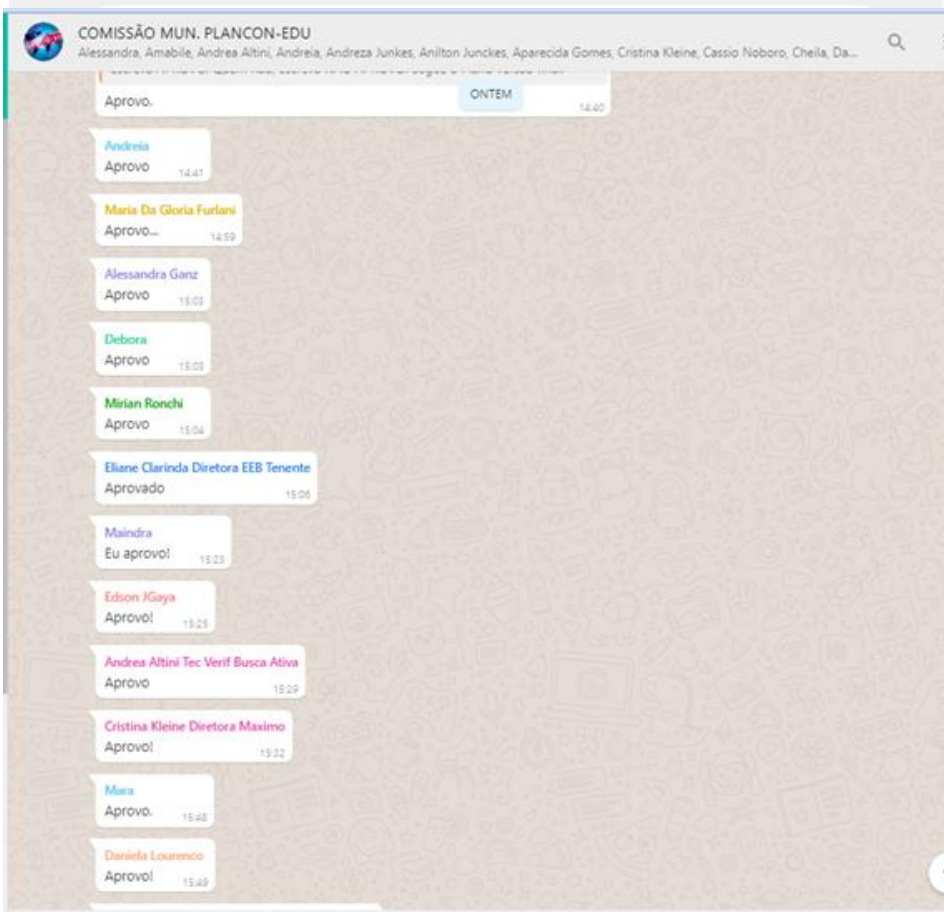 COMISSÃO MUN. PLANCON-EDU
Alessandra, Amabile, Andrea Altini, Andreia, Andreza Junkes, Anilton Junckes, Aparecida Gomes, Cristina Kleine, Cassio Noboro, Cheila, Da...
ONTEM
Aprovo.
14:40
Andreia
Aprovo
14:41
Maria Da Gloria Furlani
Aprovo...
14:59
Alessandra Ganz
Aprovo
15:03
Debora
Aprovo
15:03
Mirian Ronchi
Aprovo
15:04
Eliane Clarinda Diretora EEB Tenente
Aprovado
15:06
Maindra
Eu aprovo!
15:23
Edson JGaya
Aprovo!
15:25
Andrea Altini Tec Verif Busca Ativa
Aprovo
15:29
Cristina Kleine Diretora Maximo
Aprovo!
15:32
Mara
Aprovo.
15:48
Daniela Lourenco
Aprovo!
15:49